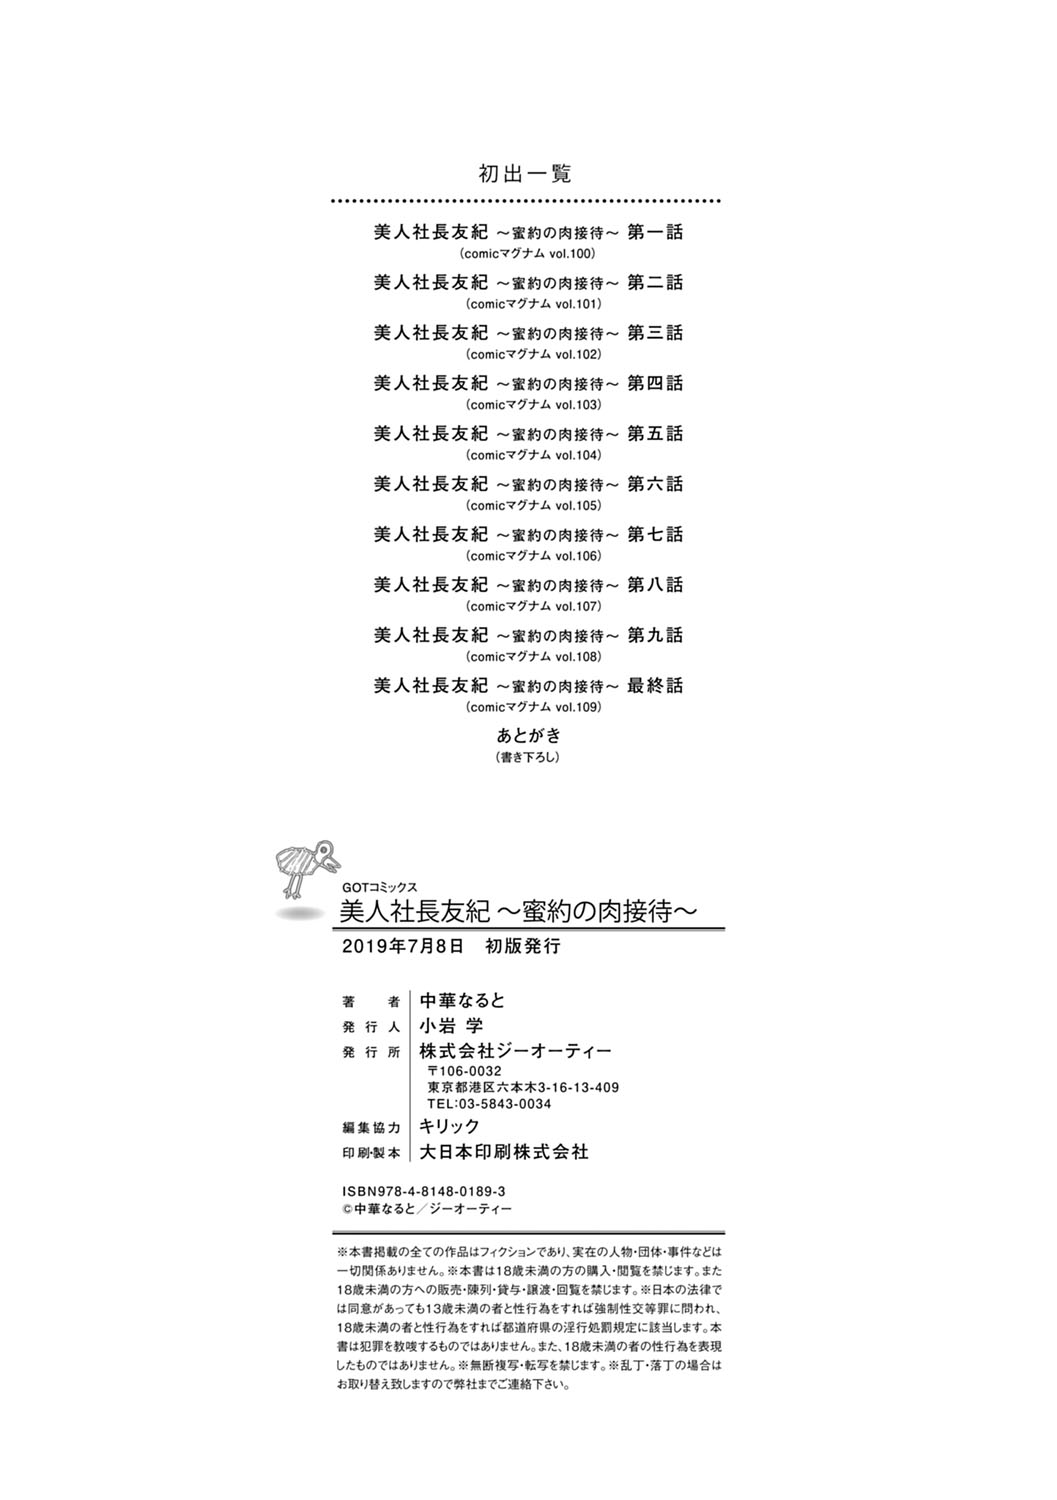 初出一覧
美人社長友紀 〜蜜約の肉接待〜 第一話
（comicマグナム vol.100）
美人社長友紀 〜蜜約の肉接待〜 第二話
（comicマグナム vol.101）
美人社長友紀 〜蜜約の肉接待〜 第三話
（comicマグナム vol.102）
美人社長友紀 〜蜜約の肉接待〜 第四話
（comicマグナム vol.103）
美人社長友紀 〜蜜約の肉接待〜 第五話
（comicマグナム vol.104）
美人社長友紀 〜蜜約の肉接待〜 第六話
（comicマグナム vol.105）
美人社長友紀 〜蜜約の肉接待〜 第七話
（comicマグナム vol.106）
美人社長友紀 〜蜜約の肉接待〜 第八話
（comicマグナム vol.107）
美人社長友紀 〜蜜約の肉接待〜 第九話
（comicマグナム vol.108）
美人社長友紀 〜蜜約の肉接待〜 最終話
（comicマグナム vol.109）
あとがき
（書き下ろし）
GOTコミックス
美人社長友紀 〜蜜約の肉接待〜
2019年7月8日　初版発行
著者 中華なると
発行人 小岩 学
発行所 株式会社ジーオーティー
〒106-0032
東京都港区六本木3-16-13-409
TEL:03-5843-0034
編集協力 キリック
印刷・製本 大日本印刷株式会社
ISBN978-4-8148-0189-3
©中華なると／ジーオーティー
※本書掲載の全ての作品はフィクションであり、実在の人物・団体・事件などは
一切関係ありません。※本書は18歳未満の方の購入・閲覧を禁じます。また
18歳未満の方への販売・陳列・貸与・譲渡・回覧を禁じます。※日本の法律で
は同意があっても13歳未満の者と性行為をすれば強制性交等罪に問われ、
18歳未満の者と性行為をすれば都道府県の淫行処罰規定に該当します。本
書は犯罪を教唆するものではありません。また、18歳未満の者の性行為を表現
したものではありません。※無断複写・転写を禁じます。※乱丁・落丁の場合は
お取り替え致しますので弊社までご連絡下さい。